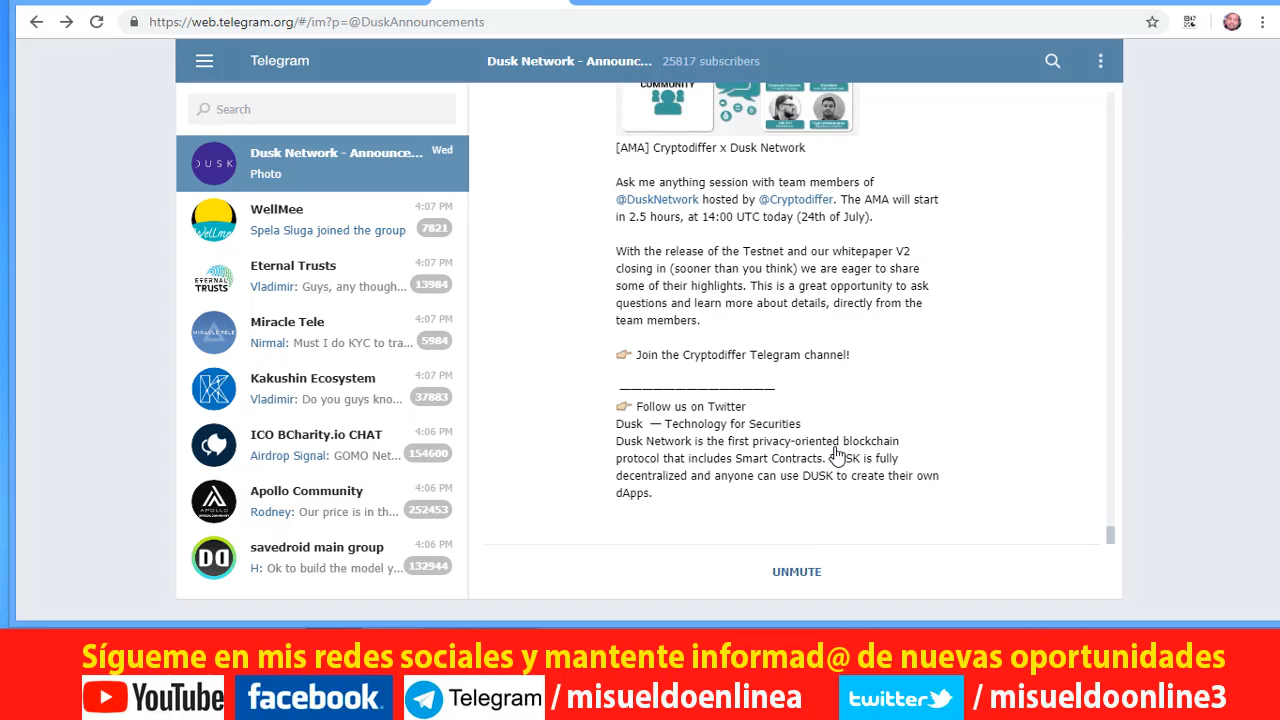 https://web.telegram.org/#/im?p=@DuskAnnouncements
Telegram
Dusk Network - Announc... 25817 subscribers
Search
DUSK
Dusk Network - Announce... Wed
Photo
Wellmee
WellMee 4:07 PM
Spela Sluga joined the group 7821
ETERNAL TRUSTS
Eternal Trusts 4:07 PM
Vladimir: Guys, any though... 13984
MIRACLE TELE
Miracle Tele 4:07 PM
Nirmal: Must I do KYC to tra... 5984
Kakushin Ecosystem 4:07 PM
Vladimir: Do you guys kno... 37883
ICO BCharity.io CHAT 4:06 PM
Airdrop Signal: GOMO Net... 154600
APOLLO
Apollo Community 4:06 PM
Rodney: Our price is in th... 252453
savedroid main group 4:06 PM
H: Ok to build the model y... 132944
COMMUNITY
[AMA] Cryptodiffer x Dusk Network
Ask me anything session with team members of
@DuskNetwork hosted by @Cryptodiffer. The AMA will start
in 2.5 hours, at 14:00 UTC today (24th of July).
With the release of the Testnet and our whitepaper V2
closing in (sooner than you think) we are eager to share
some of their highlights. This is a great opportunity to ask
questions and learn more about details, directly from the
team members.
👉 Join the Cryptodiffer Telegram channel!
——————————————
👉 Follow us on Twitter
Dusk — Technology for Securities
Dusk Network is the first privacy-oriented blockchain
protocol that includes Smart Contracts. DUSK is fully
decentralized and anyone can use DUSK to create their own
dApps.
UNMUTE
Sígueme en mis redes sociales y mantente informad@ de nuevas oportunidades
YouTube facebook. Telegram / misueldoenlinea twitter / misueldoonline3